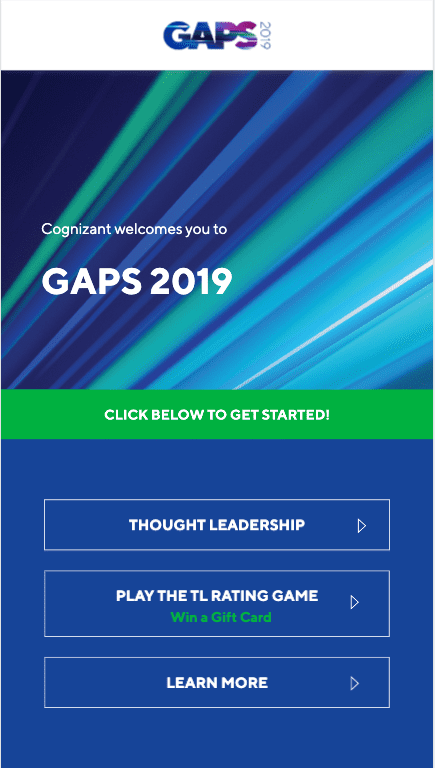 GAPS 2019
Cognizant welcomes you to
GAPS 2019
CLICK BELOW TO GET STARTED!
THOUGHT LEADERSHIP
PLAY THE TL RATING GAME
Win a Gift Card
LEARN MORE